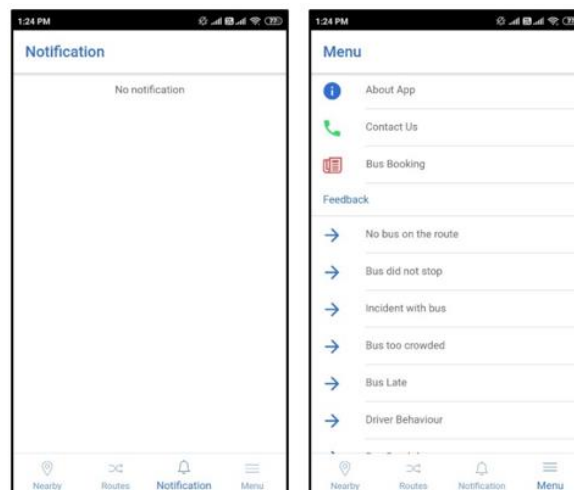 1:24 PM
77
Notification
No notification
Nearby
Routes
Notification
Menu
1:24 PM
Menu
About App
Contact Us
Bus Booking
Feedback
No bus on the route
Bus did not stop
Incident with bus
Bus too crowded
Bus Late
Driver Behaviour
Nearby
Routes
Notification
Menu